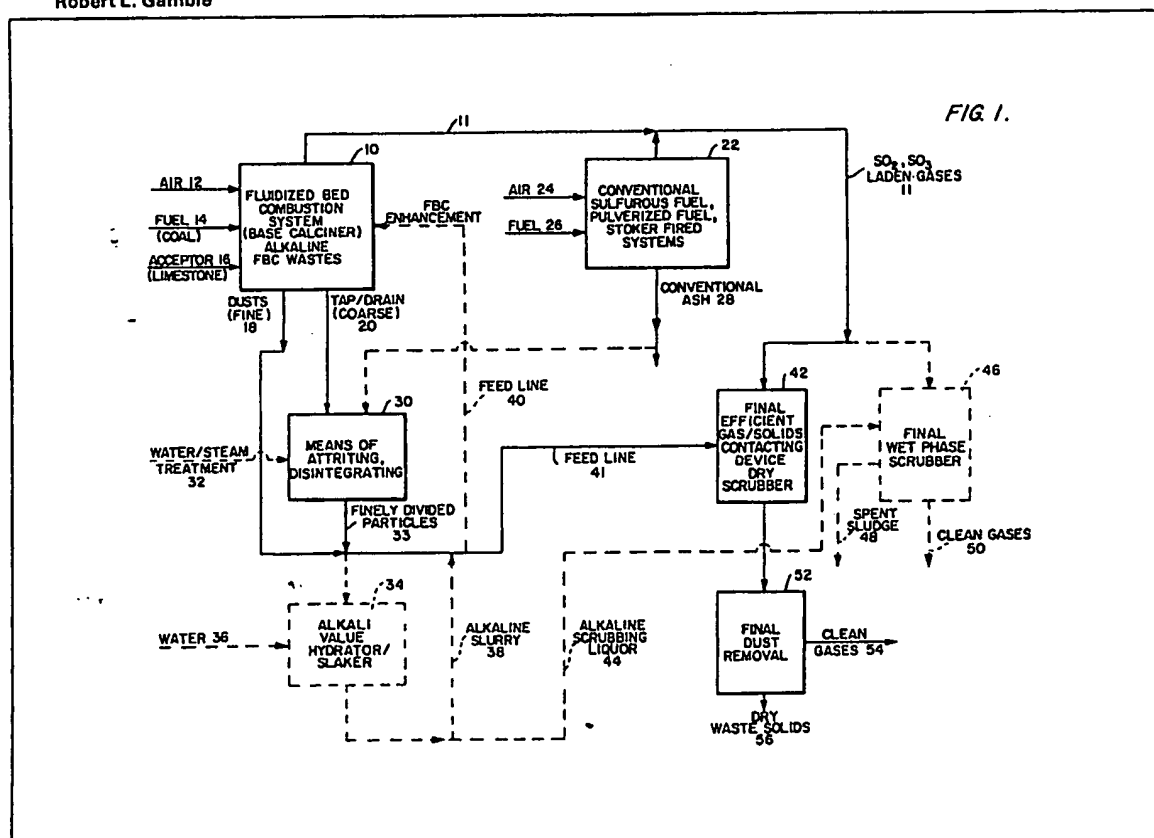 Robert L. Gamble
FIG. 1.
11
10
22
AIR 12
FUEL 14
(COAL)
ACCEPTOR 16
(LIMESTONE)
FLUIDIZED BED
COMBUSTION
SYSTEM
(BASE CALCINER)
ALKALINE
FBC WASTES
FBC
ENHANCEMENT
AIR 24
FUEL 26
CONVENTIONAL
SULFUROUS FUEL,
PULVERIZED FUEL,
STOKER FIRED
SYSTEMS
SO2, SO3
LADEN GASES
11
DUSTS
(FINE)
18
TAP/DRAIN
(COARSE)
20
CONVENTIONAL
ASH 28
30
FEED LINE
40
42
46
WATER/STEAM
TREATMENT
32
MEANS OF
ATTRITING,
DISINTEGRATING
FEED LINE
41
FINAL
EFFICIENT
GAS/SOLIDS
CONTACTING
DEVICE
DRY
SCRUBBER
FINAL
WET PHASE
SCRUBBER
FINELY DIVIDED
PARTICLES
33
SPENT
SLUDGE
48
CLEAN GASES
50
34
WATER 36
ALKALI
VALUE
HYDRATOR/
SLAKER
ALKALINE
SLURRY
38
ALKALINE
SCRUBBING
LIQUOR
44
52
FINAL
DUST
REMOVAL
CLEAN
GASES 54
DRY
WASTE SOLIDS
56